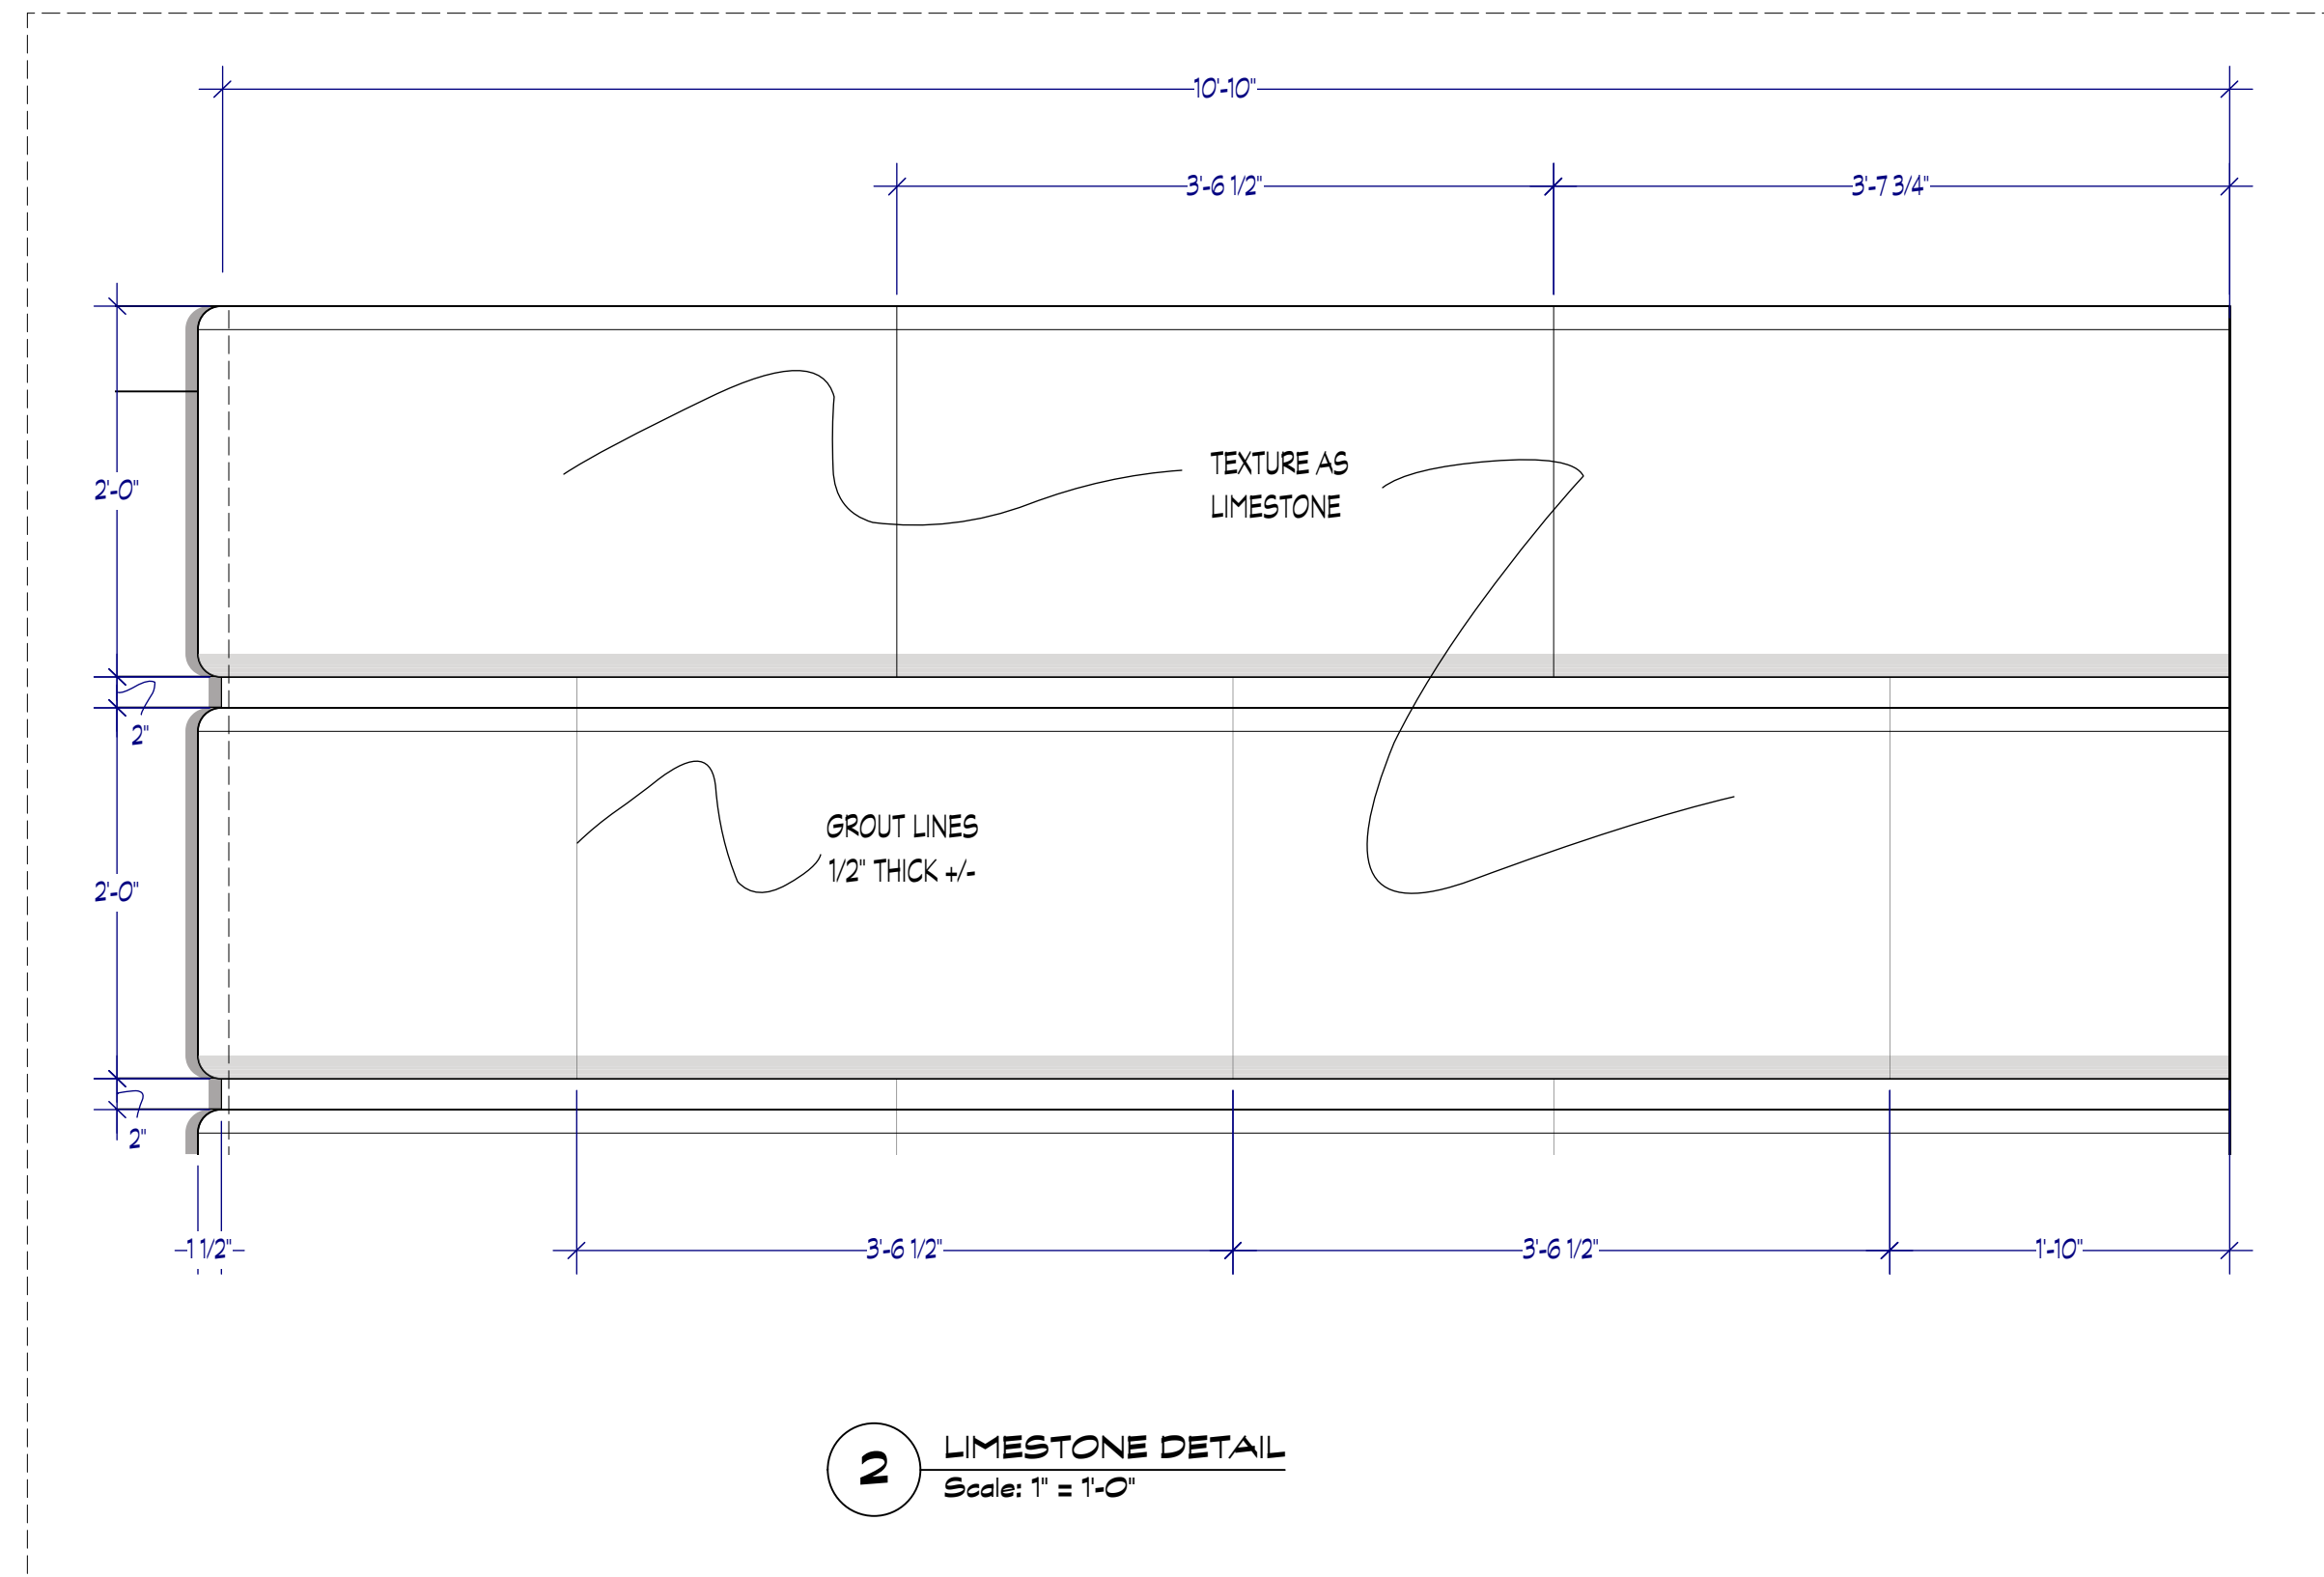 10'-10"
3'-6 1/2"
3'-7 3/4"
TEXTURE AS
LIMESTONE
2'-0"
2"
GROUT LINES
1/2" THICK +/-
2'-0"
2"
1 1/2"
3'-6 1/2"
3'-6 1/2"
1'-10"
2
LIMESTONE DETAIL
Scale: 1" = 1'-0"